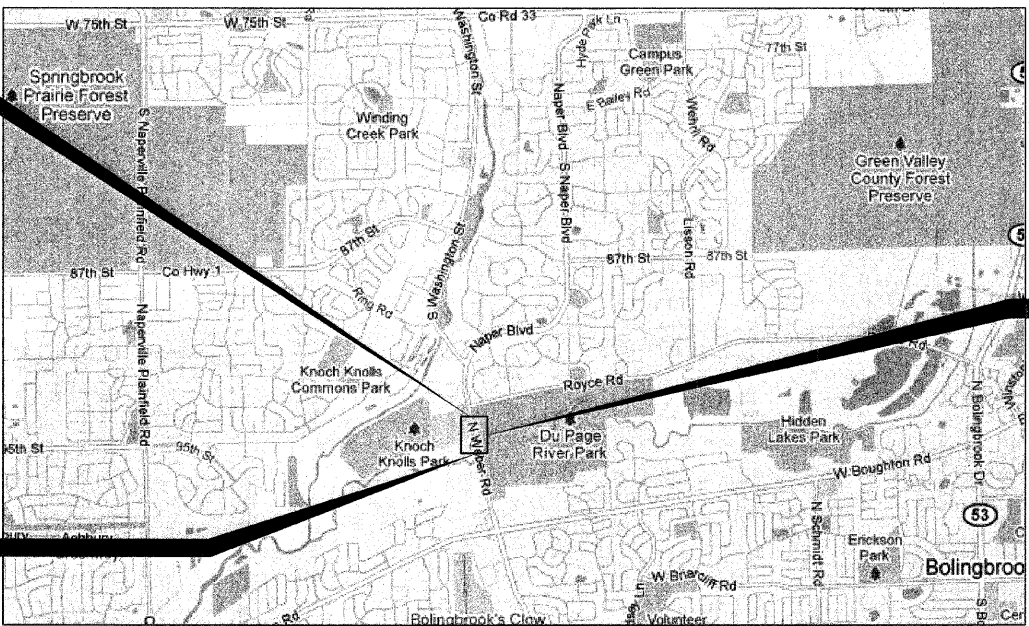 W 75th St
W 75th St
Co Rd 33
Washington St
Hyde Park Ln
77th St
Campus
Green Park
Springbrook
Prairie Forest
Preserve
Winding
Creek Park
E Bailey Rd
Wehrli Rd
Naper Blvd
S Naper Blvd
Green Valley
County Forest
Preserve
S Naperville Plainfield Rd
87th St
S Washington St
Lisson Rd
87th St
87th St
87th St
Co Hwy 1
Ring Rd
Naperville Plainfield Rd
Naper Blvd
Rd
Knoch Knolls
Commons Park
Royce Rd
N Bolingbrook Dr
Hidden
Lakes Park
Knoch
Knolls Park
N Weber Rd
Du Page
River Park
95th St
95th St
W Boughton Rd
N Schmidt Rd
53
Erickson
Park
W Briarcliff Rd
Bolingbroo
Rd
Bolingbrook's Clow
Ln
Volunteer
S B
Cer